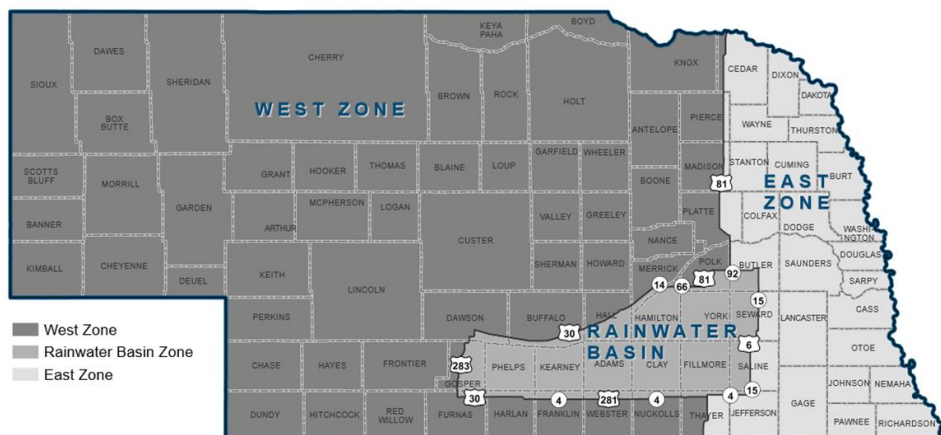 BOYD
KEYA
PAHA
DAWES
CHERRY
KNOX
CEDAR
DIXON
SIOUX
SHERIDAN
BROWN
ROCK
HOLT
DAKOTA
WEST ZONE
BOX
BUTTE
PIERCE
ANTELOPE
WAYNE
THURSTON
GARFIELD
WHEELER
SCOTTS
BLUFF
MORRILL
GRANT
HOOKER
THOMAS
BLAINE
LOUP
MADISON
STANTON
CUMING
BURT
BOONE
81
EAST
ZONE
GARDEN
MCPHERSON
LOGAN
BANNER
ARTHUR
CUSTER
VALLEY
GREELEY
PLATTE
COLFAX
DODGE
WASHI
NGTON
NANCE
KIMBALL
CHEYENNE
DEUEL
KEITH
LINCOLN
SHERMAN
HOWARD
MERRICK
POLK
BUTLER
SAUNDERS
DOUGLAS
SARPY
14
66
81
92
PERKINS
DAWSON
BUFFALO
HALL
HAMILTON
YORK
SEWARD
15
LANCASTER
CASS
30
RAINWATER
BASIN
6
West Zone
Rainwater Basin Zone
East Zone
CHASE
HAYES
FRONTIER
283
GOSPER
PHELPS
KEARNEY
ADAMS
CLAY
FILLMORE
SALINE
OTOE
15
30
4
281
4
4
GAGE
JOHNSON
NEMAHA
DUNDY
HITCHCOCK
RED
WILLOW
FURNAS
HARLAN
FRANKLIN
WEBSTER
NUCKOLLS
THAYER
JEFFERSON
PAWNEE
RICHARDSON